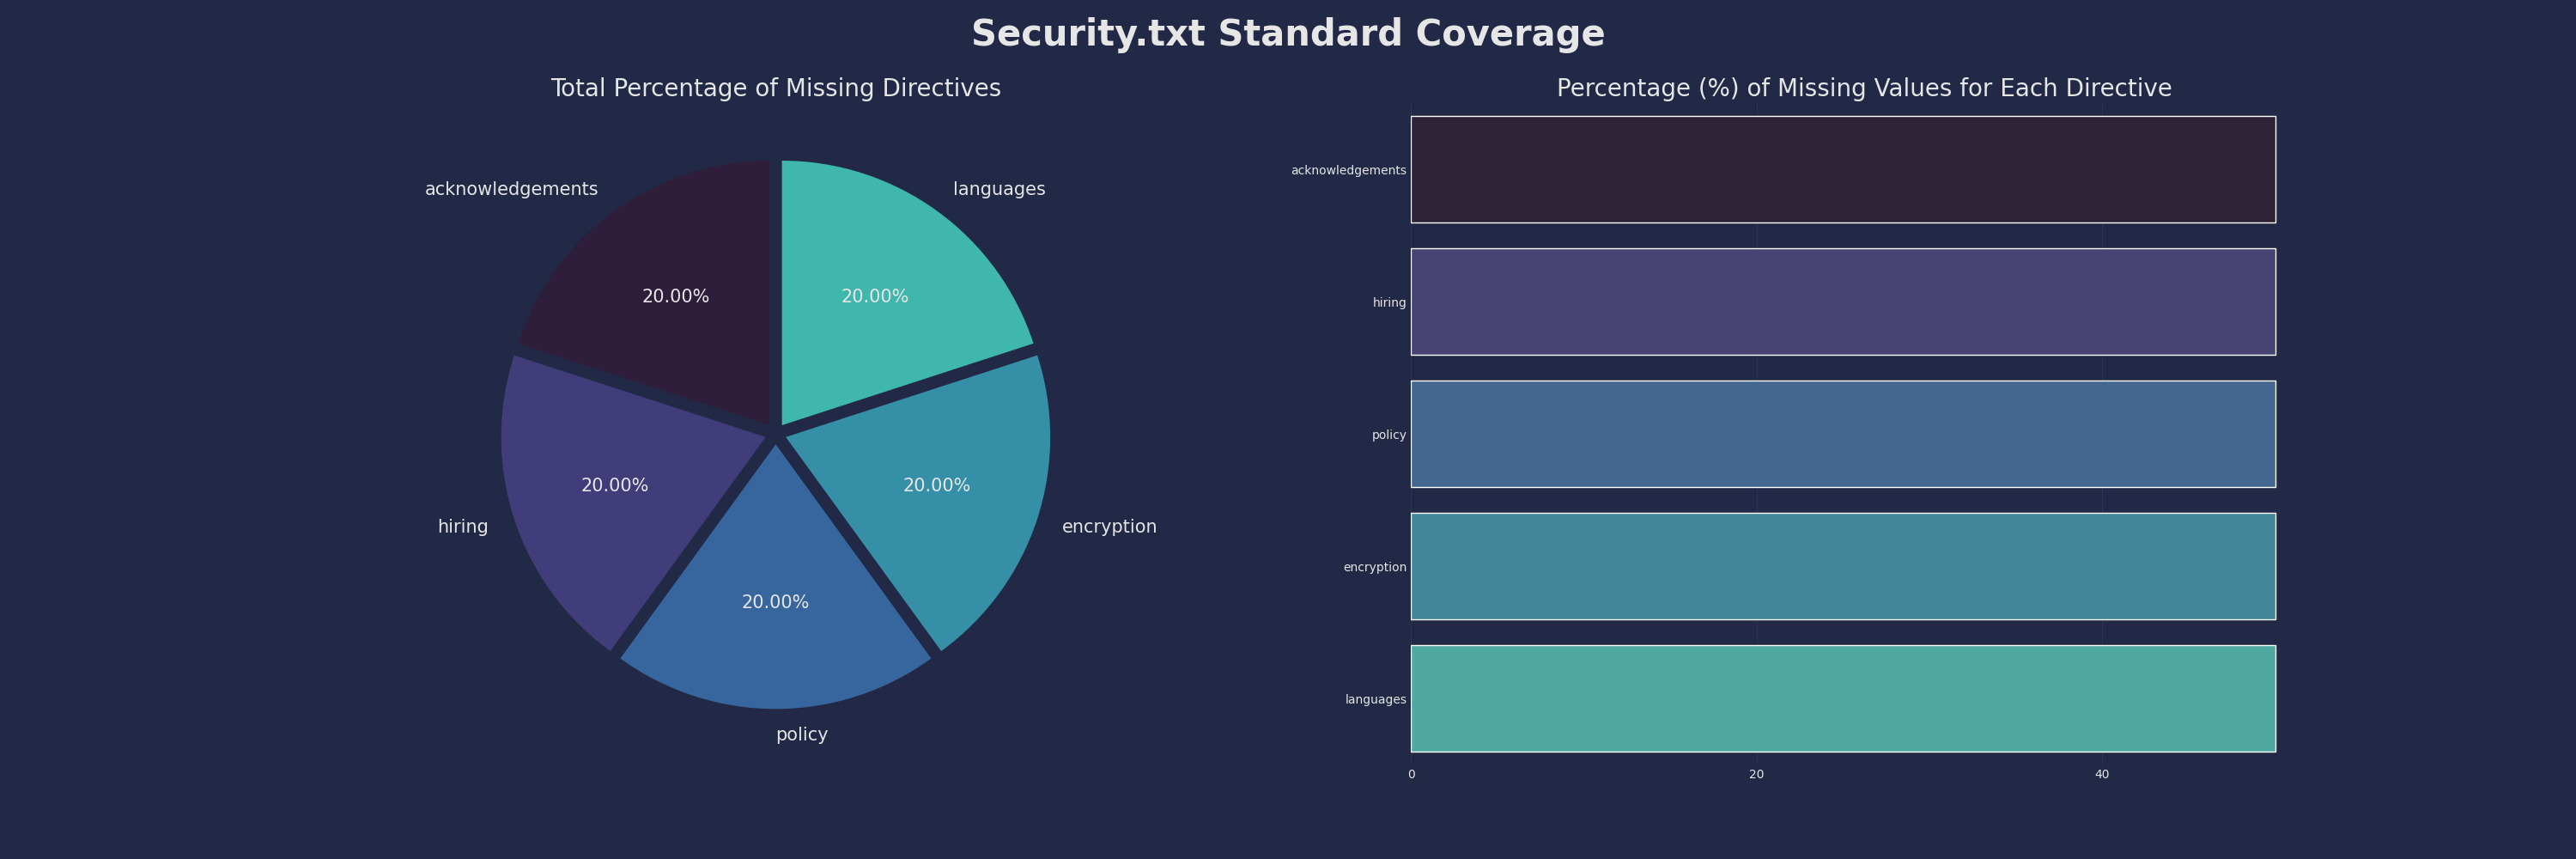 Security.txt Standard Coverage
Total Percentage of Missing Directives
acknowledgements
languages
20.00%
20.00%
20.00%
20.00%
hiring
encryption
20.00%
policy
Percentage (%) of Missing Values for Each Directive
acknowledgements
hiring
policy
encryption
languages
0 20 40